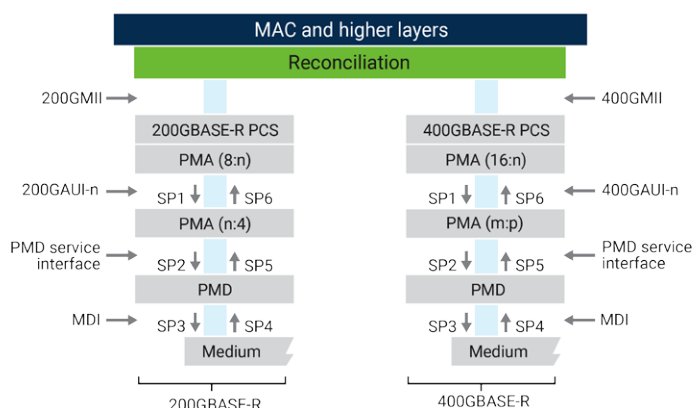 MAC and higher layers
Reconciliation
200GMII
400GMII
200GBASE-R PCS
400GBASE-R PCS
PMA (8:n)
PMA (16:n)
200GAUI-n
SP1
SP6
SP1
SP6
400GAUI-n
PMA (n:4)
PMA (m:p)
PMD service
interface
SP2
SP5
SP2
SP5
PMD service
interface
PMD
PMD
MDI
SP3
SP4
SP3
SP4
MDI
Medium
Medium
200GBASE-R
400GBASE-R